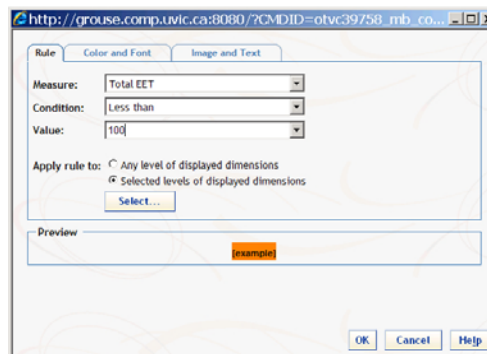 http://grouse.comp.uvic.ca:8080/?CMDID=otvc39758_mb_co...
Rule Color and Font Image and Text
Measure: Total EET
Condition: Less than
Value: 100
Apply rule to: Any level of displayed dimensions
Selected levels of displayed dimensions
Select...
Preview
[example]
OK Cancel Help